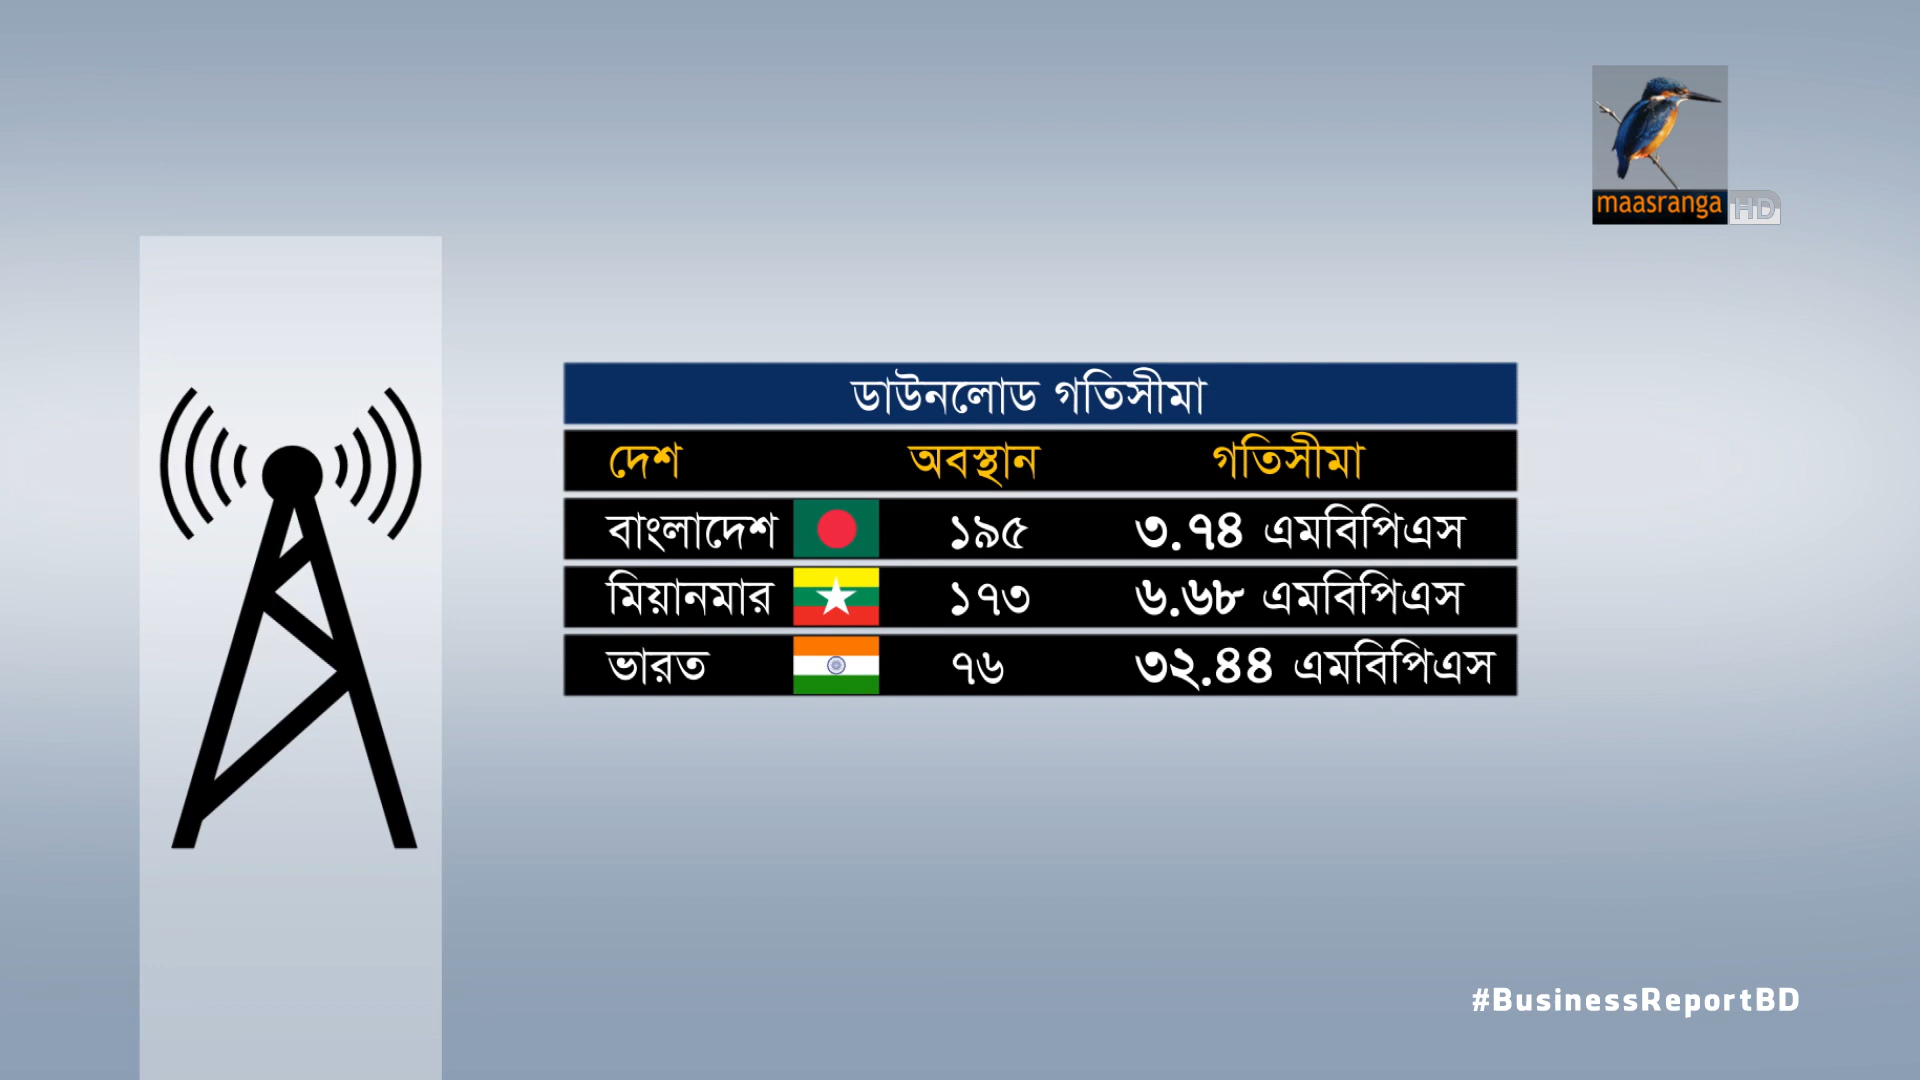 maasranga HD
ডাউনলোড গতিসীমা
দেশ অবস্থান গতিসীমা
বাংলাদেশ ১৯৫ ৩.৭৪ এমবিপিএস
মিয়ানমার ১৭৩ ৬.৬৮ এমবিপিএস
ভারত ৭৬ ৩২.৪৪ এমবিপিএস
#BusinessReportBD